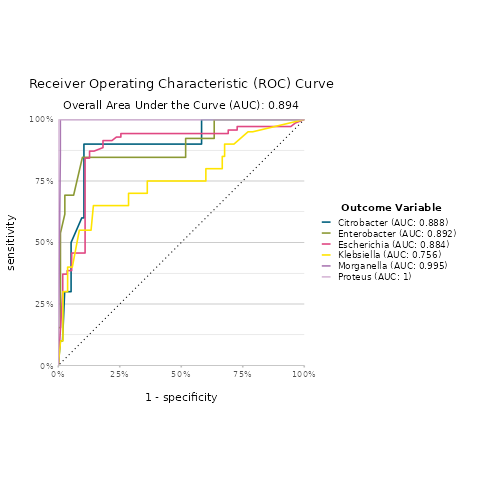 Receiver Operating Characteristic (ROC) Curve
Overall Area Under the Curve (AUC): 0.894
100%
75%
50%
25%
0%
sensitivity
0%
25%
50%
75%
100%
1 - specificity
Outcome Variable
Citrobacter (AUC: 0.888)
Enterobacter (AUC: 0.892)
Escherichia (AUC: 0.884)
Klebsiella (AUC: 0.756)
Morganella (AUC: 0.995)
Proteus (AUC: 1)